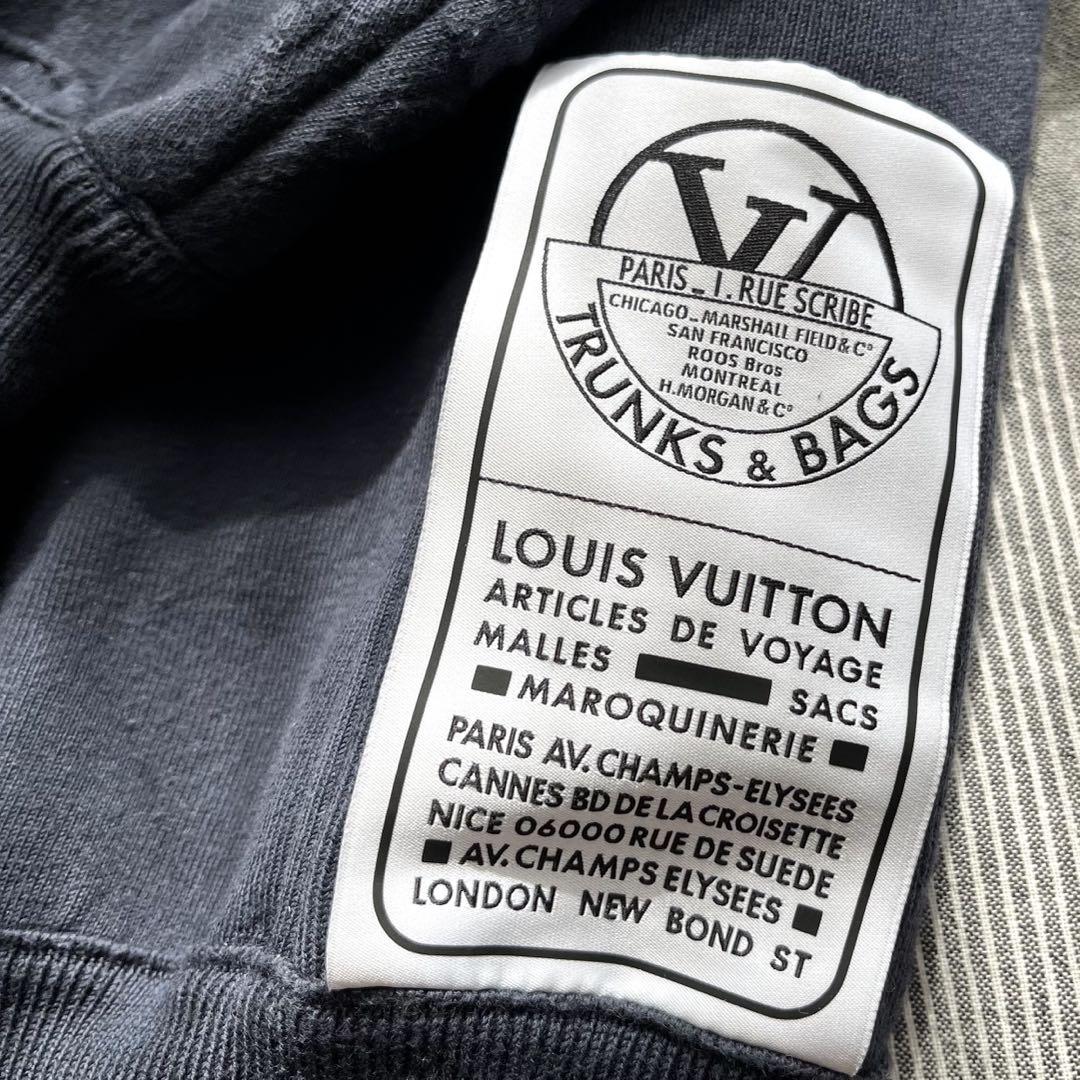 LV
PARIS_1. RUE SCRIBE
CHICAGO_MARSHALL FIELD & Cº
SAN FRANCISCO
ROOS Bros
MONTREAL
H. MORGAN & Cº
TRUNKS & BAGS
LOUIS VUITTON
ARTICLES DE VOYAGE
MALLES SACS
MAROQUINERIE
PARIS AV. CHAMPS-ELYSEES
CANNES BD DE LA CROISETTE
NICE 06000 RUE DE SUEDE
AV. CHAMPS ELYSEES
LONDON NEW BOND ST